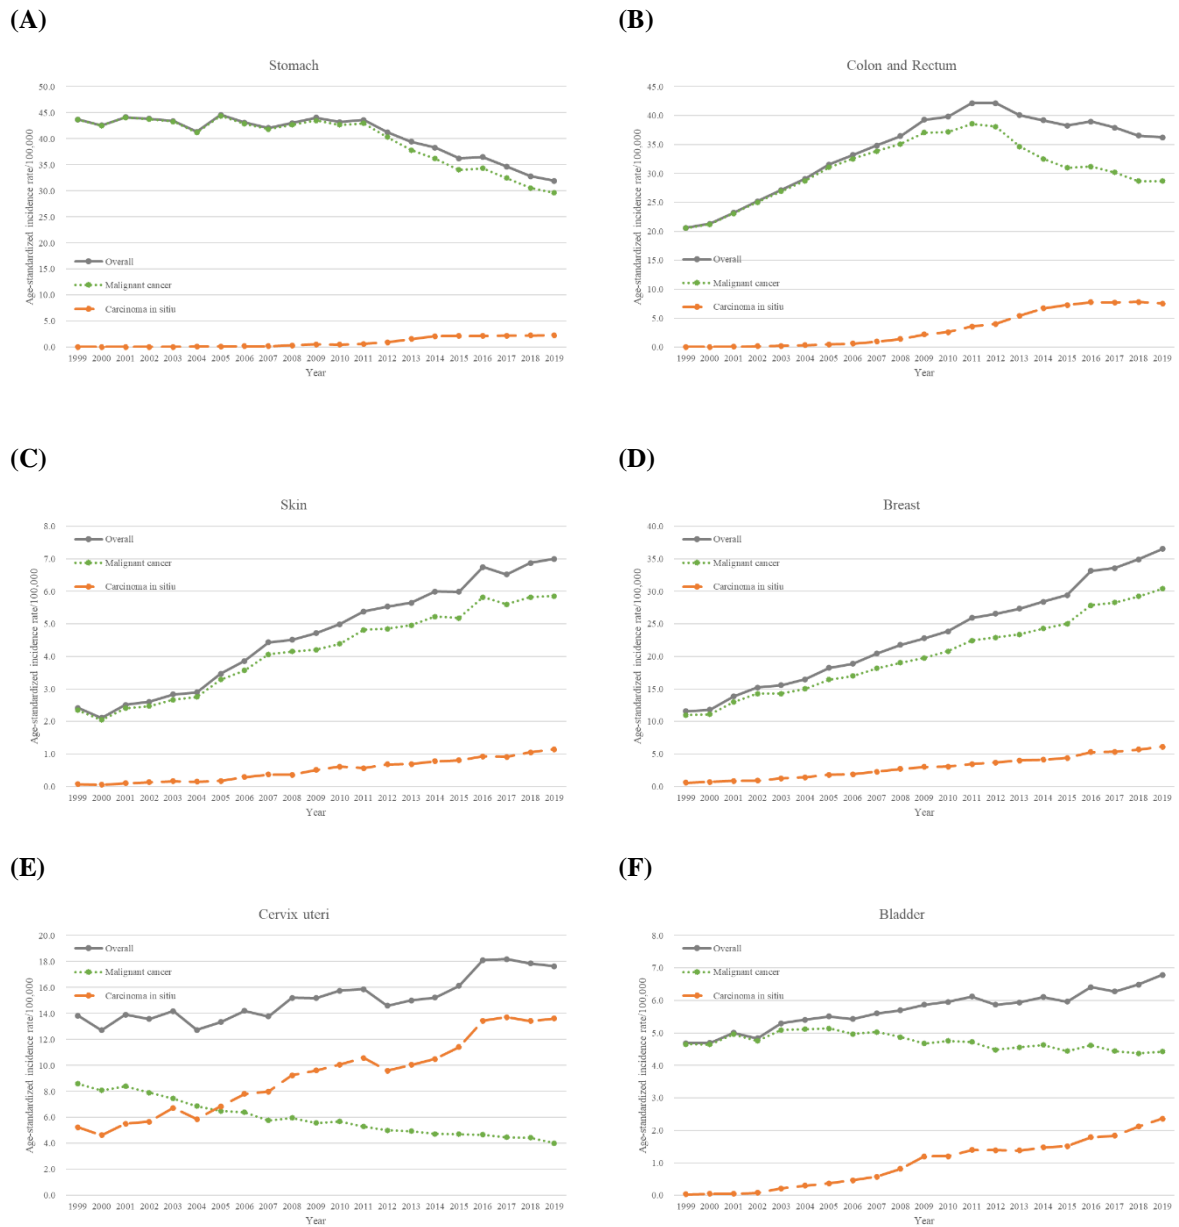 (A)
Stomach
Age-standardized incidence rate/100,000
50.0
45.0
40.0
35.0
30.0
25.0
20.0
15.0
10.0
5.0
0.0
Overall
Malignant cancer
Carcinoma in sitiu
1999 2000 2001 2002 2003 2004 2005 2006 2007 2008 2009 2010 2011 2012 2013 2014 2015 2016 2017 2018 2019
Year
(B)
Colon and Rectum
Age-standardized incidence rate/100,000
45.0
40.0
35.0
30.0
25.0
20.0
15.0
10.0
5.0
0.0
Overall
Malignant cancer
Carcinoma in sitiu
1999 2000 2001 2002 2003 2004 2005 2006 2007 2008 2009 2010 2011 2012 2013 2014 2015 2016 2017 2018 2019
Year
(C)
Skin
Age-standardized incidence rate/100,000
8.0
7.0
6.0
5.0
4.0
3.0
2.0
1.0
0.0
Overall
Malignant cancer
Carcinoma in sitiu
1999 2000 2001 2002 2003 2004 2005 2006 2007 2008 2009 2010 2011 2012 2013 2014 2015 2016 2017 2018 2019
Year
(D)
Breast
Age-standardized incidence rate/100,000
40.0
35.0
30.0
25.0
20.0
15.0
10.0
5.0
0.0
Overall
Malignant cancer
Carcinoma in sitiu
1999 2000 2001 2002 2003 2004 2005 2006 2007 2008 2009 2010 2011 2012 2013 2014 2015 2016 2017 2018 2019
Year
(E)
Cervix uteri
Age-standardized incidence rate/100,000
20.0
18.0
16.0
14.0
12.0
10.0
8.0
6.0
4.0
2.0
0.0
Overall
Malignant cancer
Carcinoma in sitiu
1999 2000 2001 2002 2003 2004 2005 2006 2007 2008 2009 2010 2011 2012 2013 2014 2015 2016 2017 2018 2019
Year
(F)
Bladder
Age-standardized incidence rate/100,000
8.0
7.0
6.0
5.0
4.0
3.0
2.0
1.0
0.0
Overall
Malignant cancer
Carcinoma in sitiu
1999 2000 2001 2002 2003 2004 2005 2006 2007 2008 2009 2010 2011 2012 2013 2014 2015 2016 2017 2018 2019
Year